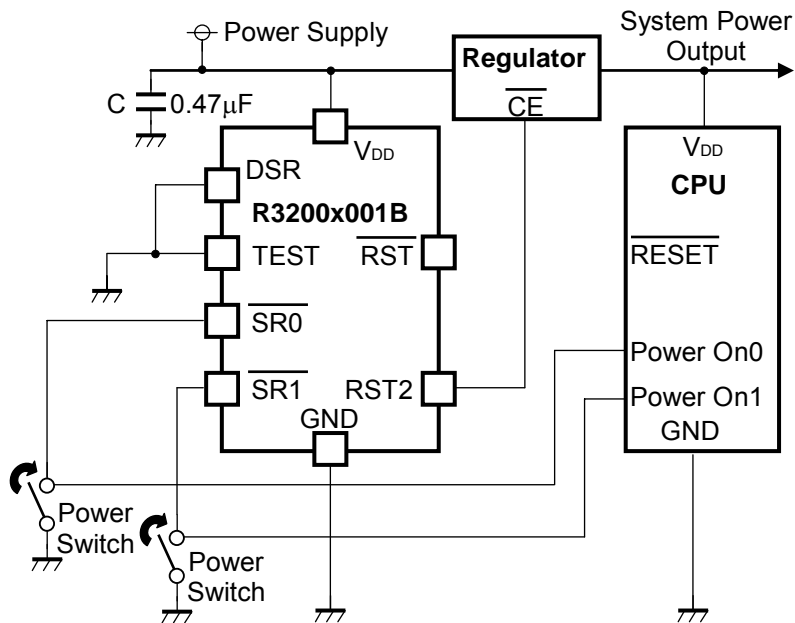 Power Supply
System Power
Output
Regulator
CE
C 0.47μF
VDD
DSR
R3200x001B
TEST
RST
SR0
SR1
RST2
GND
VDD
CPU
RESET
Power On0
Power On1
GND
Power
Switch
Power
Switch